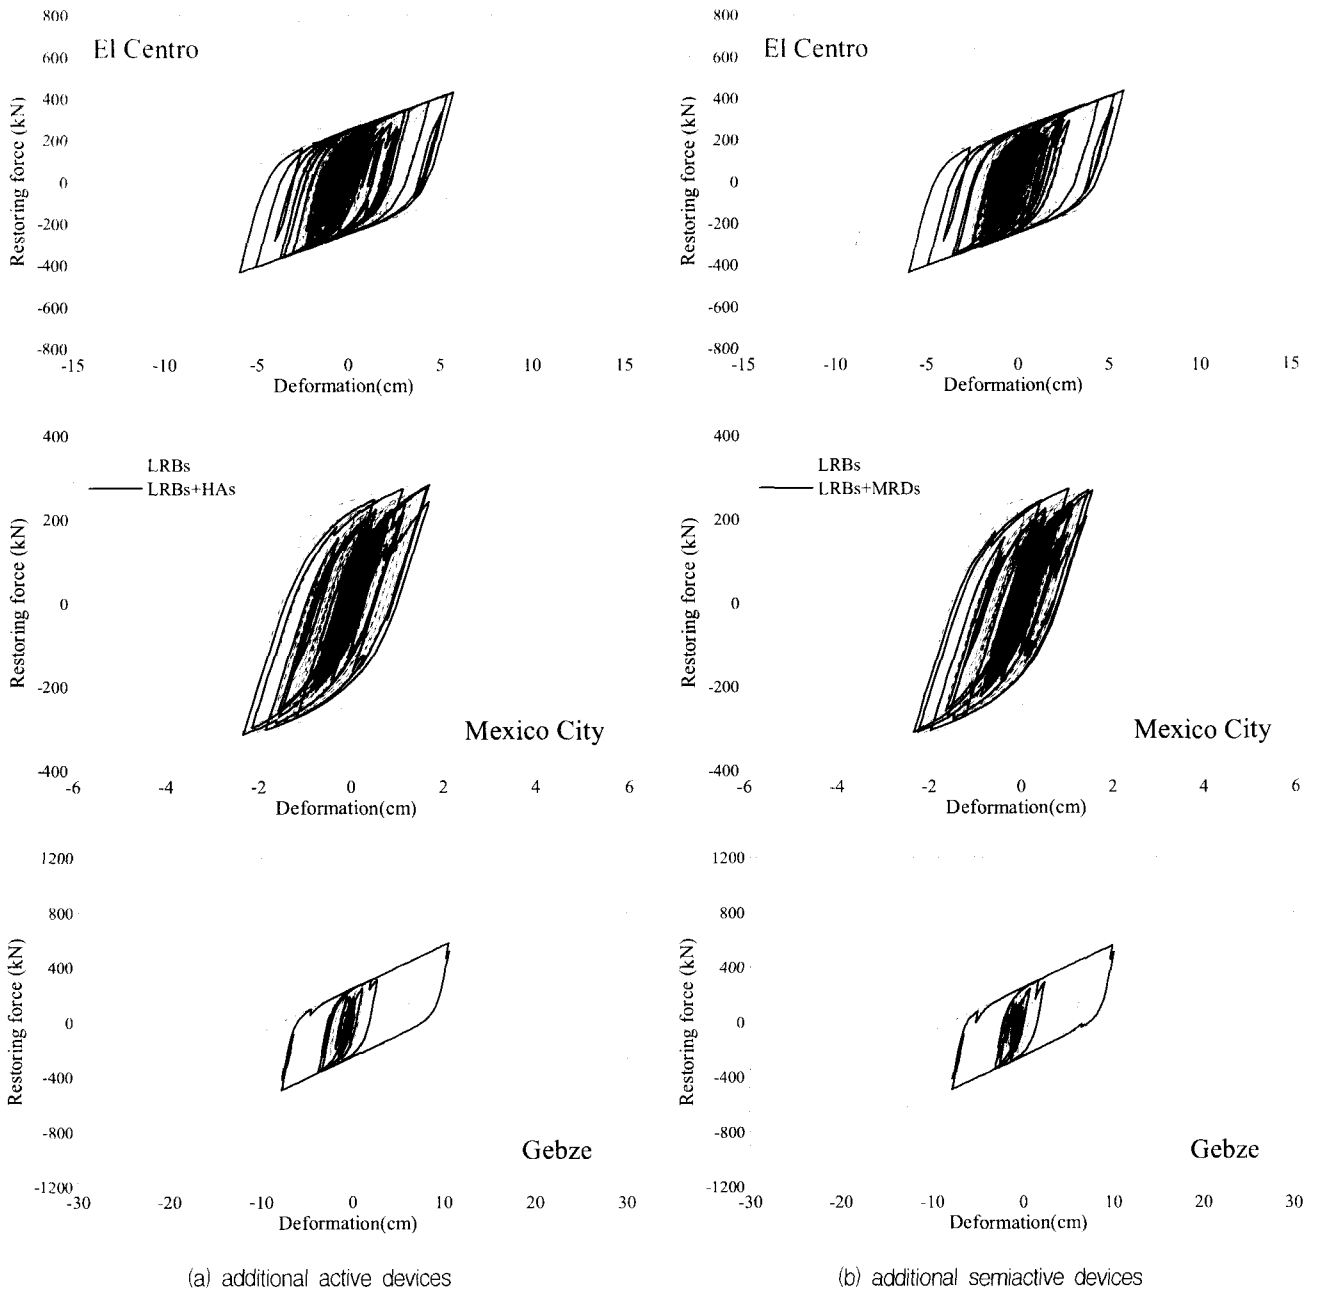 800
El Centro
600
400
200
0
-200
-400
-600
-800
Restoring force (kN)
-15 -10 -5 0 5 10 15
Deformation(cm)
800
El Centro
600
400
200
0
-200
-400
-600
-800
Restoring force (kN)
-15 -10 -5 0 5 10 15
Deformation(cm)
400
LRBs
LRBs+HAs
200
0
-200
-400
Restoring force (kN)
Mexico City
-6 -4 -2 0 2 4 6
Deformation(cm)
400
LRBs
LRBs+MRDs
200
0
-200
-400
Restoring force (kN)
Mexico City
-6 -4 -2 0 2 4 6
Deformation(cm)
1200
800
400
0
-400
-800
-1200
Restoring force (kN)
Gebze
-30 -20 -10 0 10 20 30
Deformation(cm)
1200
800
400
0
-400
-800
-1200
Restoring force (kN)
Gebze
-30 -20 -10 0 10 20 30
Deformation(cm)
(a) additional active devices
(b) additional semiactive devices